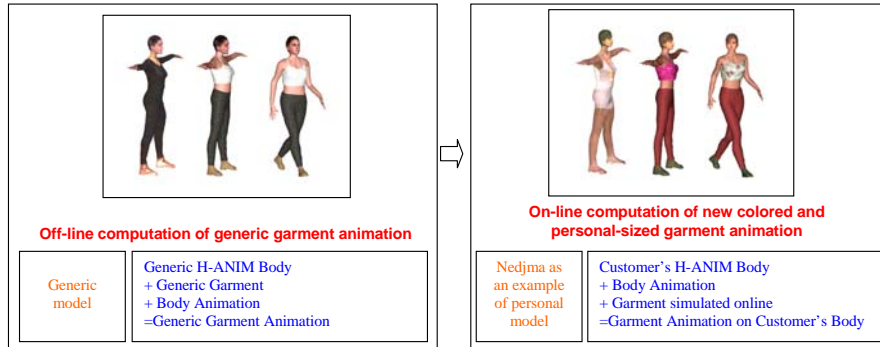 Off-line computation of generic garment animation
Generic
model
Generic H-ANIM Body
+ Generic Garment
+ Body Animation
=Generic Garment Animation
On-line computation of new colored and
personal-sized garment animation
Nedjma as
an example
of personal
model
Customer’s H-ANIM Body
+ Body Animation
+ Garment simulated online
=Garment Animation on Customer’s Body